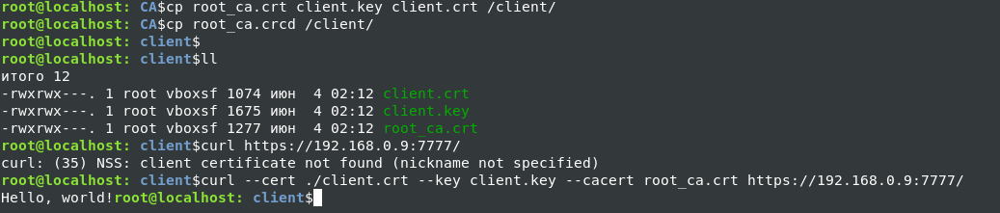 root@localhost: CA$cp root_ca.crt client.key client.crt /client/
root@localhost: CA$cp root_ca.crcd /client/
root@localhost: client$
root@localhost: client$ll
итого 12
-rwxrwx---. 1 root vboxsf 1074 июн  4 02:12 client.crt
-rwxrwx---. 1 root vboxsf 1675 июн  4 02:12 client.key
-rwxrwx---. 1 root vboxsf 1277 июн  4 02:12 root_ca.crt
root@localhost: client$curl https://192.168.0.9:7777/
curl: (35) NSS: client certificate not found (nickname not specified)
root@localhost: client$curl --cert ./client.crt --key client.key --cacert root_ca.crt https://192.168.0.9:7777/
Hello, world!root@localhost: client$